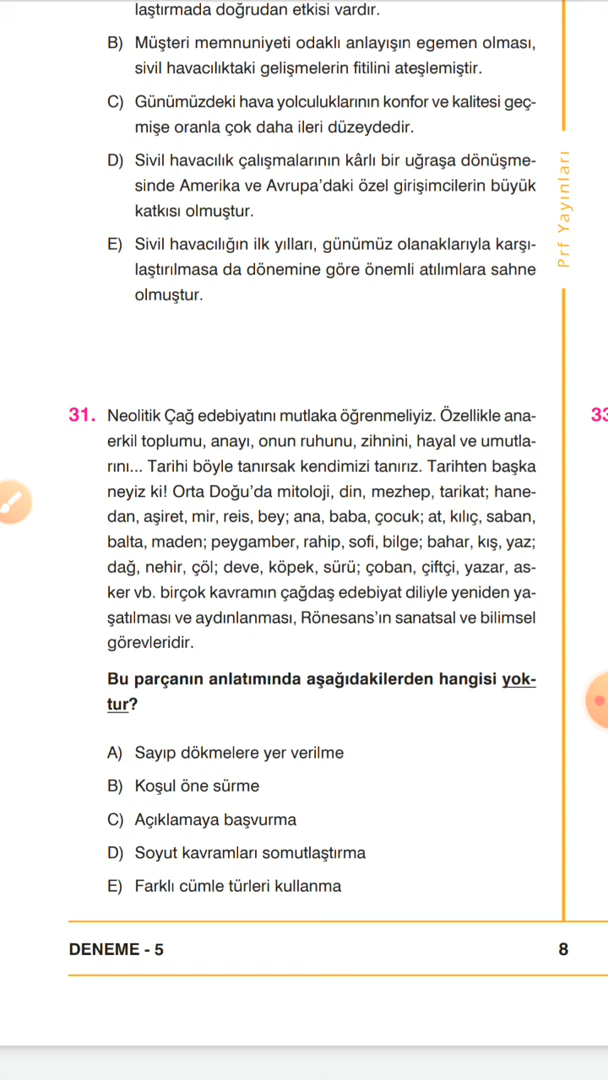 laştırmada doğrudan etkisi vardır.
B) Müşteri memnuniyeti odaklı anlayışın egemen olması,
sivil havacılıktaki gelişmelerin fitilini ateşlemiştir.
C) Günümüzdeki hava yolculuklarının konfor ve kalitesi geç-
mişe oranla çok daha ileri düzeydedir.
D) Sivil havacılık çalışmalarının kârlı bir uğraşa dönüşme-
sinde Amerika ve Avrupa'daki özel girişimcilerin büyük
katkısı olmuştur.
E) Sivil havacılığın ilk yılları, günümüz olanaklarıyla karşı-
laştırılmasa da dönemine göre önemli atılımlara sahne
olmuştur.
Prf Yayınları
31. Neolitik Çağ edebiyatını mutlaka öğrenmeliyiz. Özellikle ana-
erkil toplumu, anayı, onun ruhunu, zihnini, hayal ve umutla-
rını... Tarihi böyle tanırsak kendimizi tanırız. Tarihten başka
neyiz ki! Orta Doğu'da mitoloji, din, mezhep, tarikat; hane-
dan, aşiret, mir, reis, bey; ana, baba, çocuk; at, kılıç, saban,
balta, maden; peygamber, rahip, sofi, bilge; bahar, kış, yaz;
dağ, nehir, çöl; deve, köpek, sürü; çoban, çiftçi, yazar, as-
ker vb. birçok kavramın çağdaş edebiyat diliyle yeniden ya-
şatılması ve aydınlanması, Rönesans'ın sanatsal ve bilimsel
görevleridir.
Bu parçanın anlatımında aşağıdakilerden hangisi yok-
tur?
A) Sayıp dökmelere yer verilme
B) Koşul öne sürme
C) Açıklamaya başvurma
D) Soyut kavramları somutlaştırma
E) Farklı cümle türleri kullanma
33
DENEME - 5
8